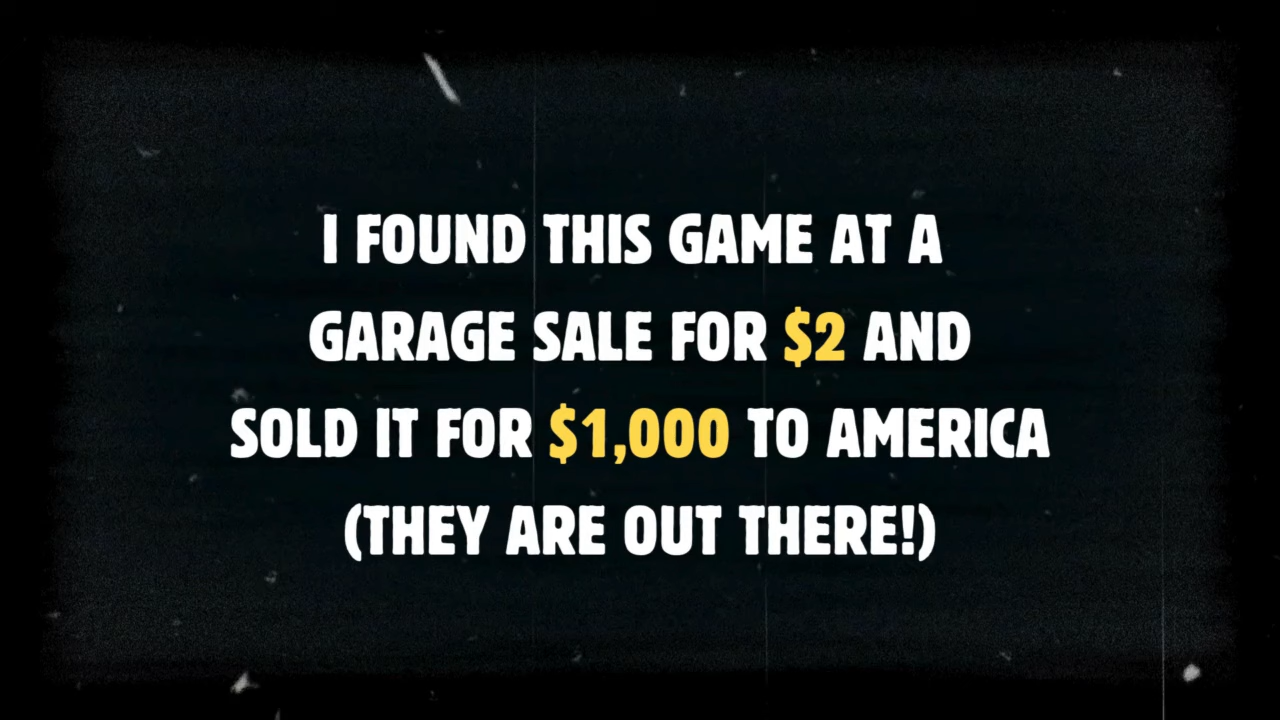 I FOUND THIS GAME AT A
GARAGE SALE FOR $2 AND
SOLD IT FOR $1,000 TO AMERICA
(THEY ARE OUT THERE!)